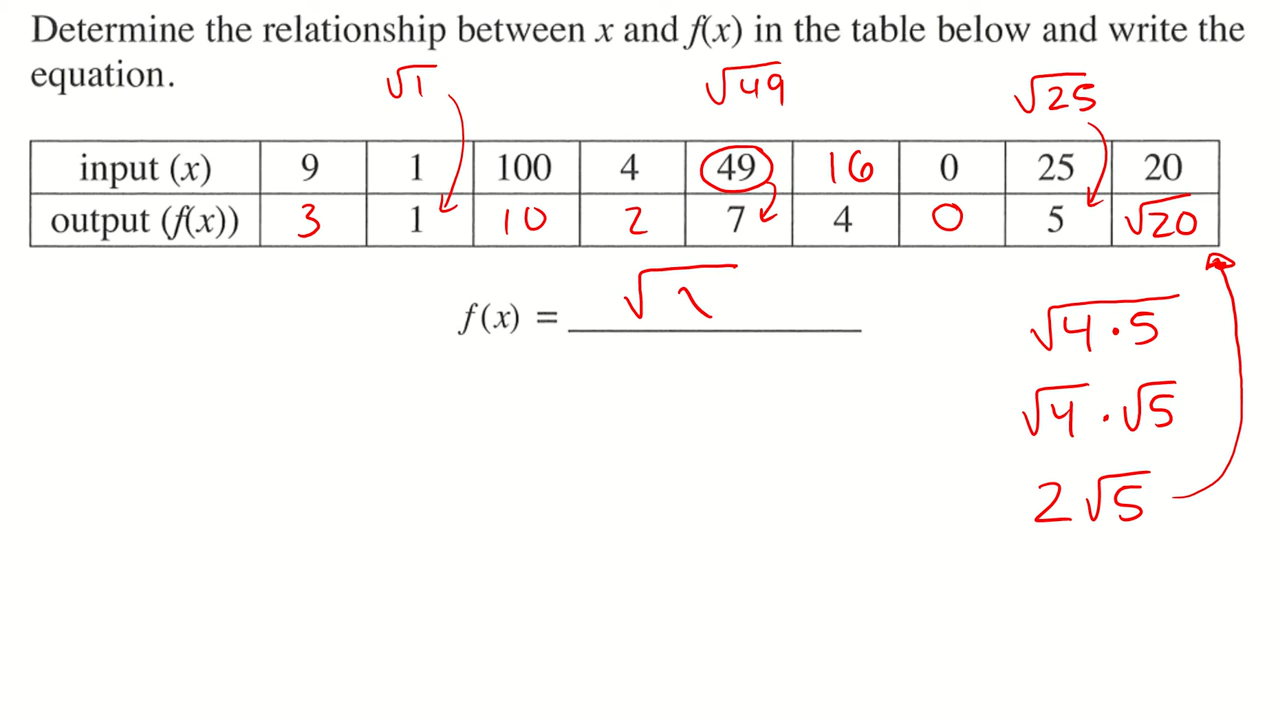 Determine the relationship between x and f(x) in the table below and write the
equation.
√1 √49 √25
input (x) 9 1 100 4 49 16 0 25 20
output (f(x)) 3 1 10 2 7 4 0 5 √20
f(x) = √x
√4·5
√4·√5
2√5